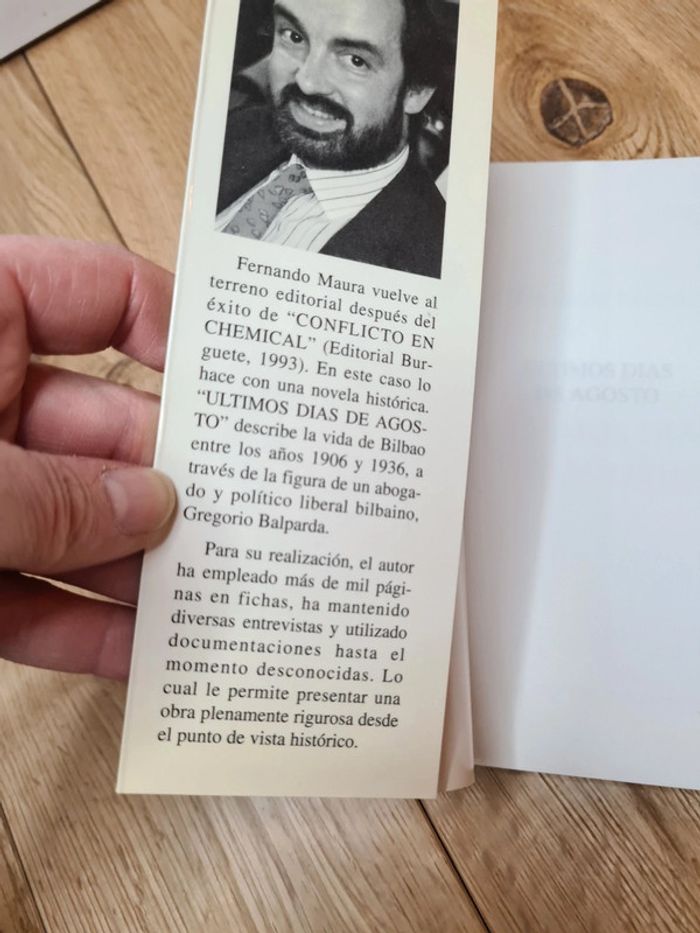 Fernando Maura vuelve al
terreno editorial después del
éxito de “CONFLICTO EN
CHEMICAL” (Editorial Bur-
guete, 1993). En este caso lo
hace con una novela histórica.
“ULTIMOS DIAS DE AGOS-
TO” describe la vida de Bilbao
entre los años 1906 y 1936, a
través de la figura de un aboga-
do y político liberal bilbaino,
Gregorio Balparda.
Para su realización, el autor
ha empleado más de mil pági-
nas en fichas, ha mantenido
diversas entrevistas y utilizado
documentaciones hasta el
momento desconocidas. Lo
cual le permite presentar una
obra plenamente rigurosa desde
el punto de vista histórico.
DIAS
DE AGOSTO